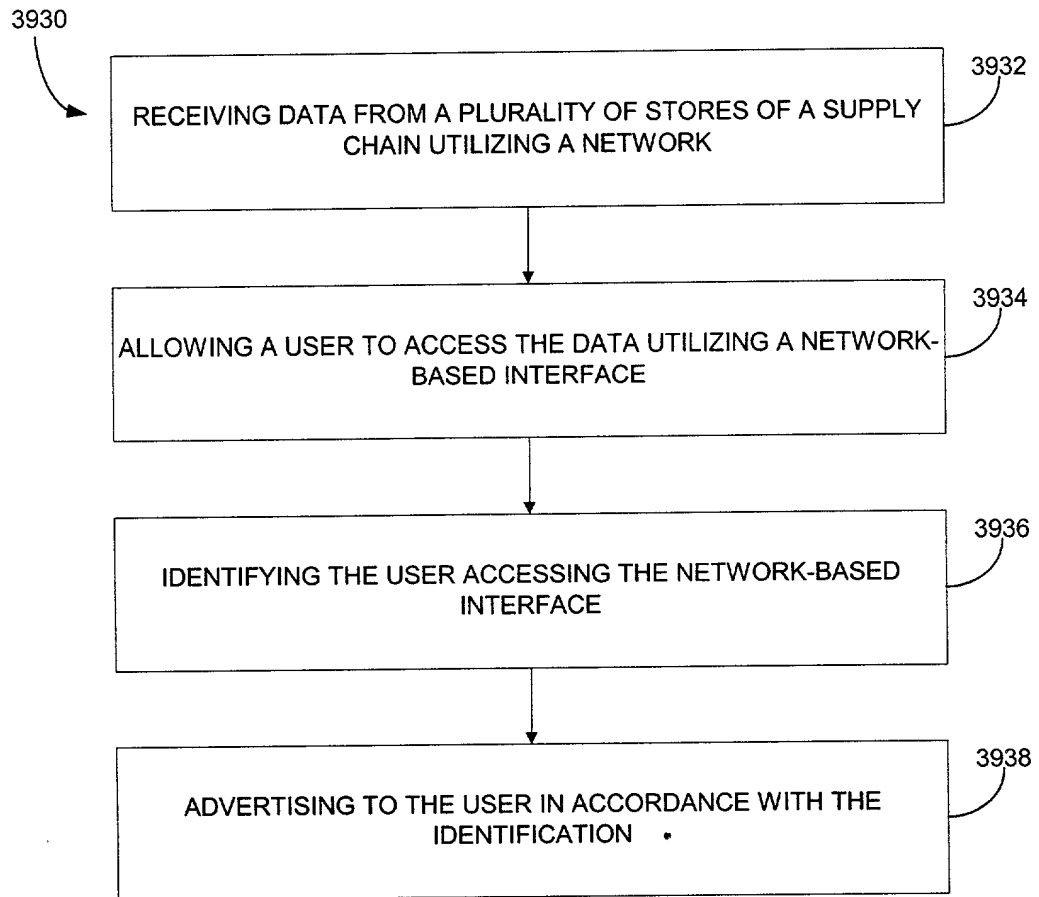 3930
3932
RECEIVING DATA FROM A PLURALITY OF STORES OF A SUPPLY
CHAIN UTILIZING A NETWORK
3934
ALLOWING A USER TO ACCESS THE DATA UTILIZING A NETWORK-
BASED INTERFACE
3936
IDENTIFYING THE USER ACCESSING THE NETWORK-BASED
INTERFACE
3938
ADVERTISING TO THE USER IN ACCORDANCE WITH THE
IDENTIFICATION